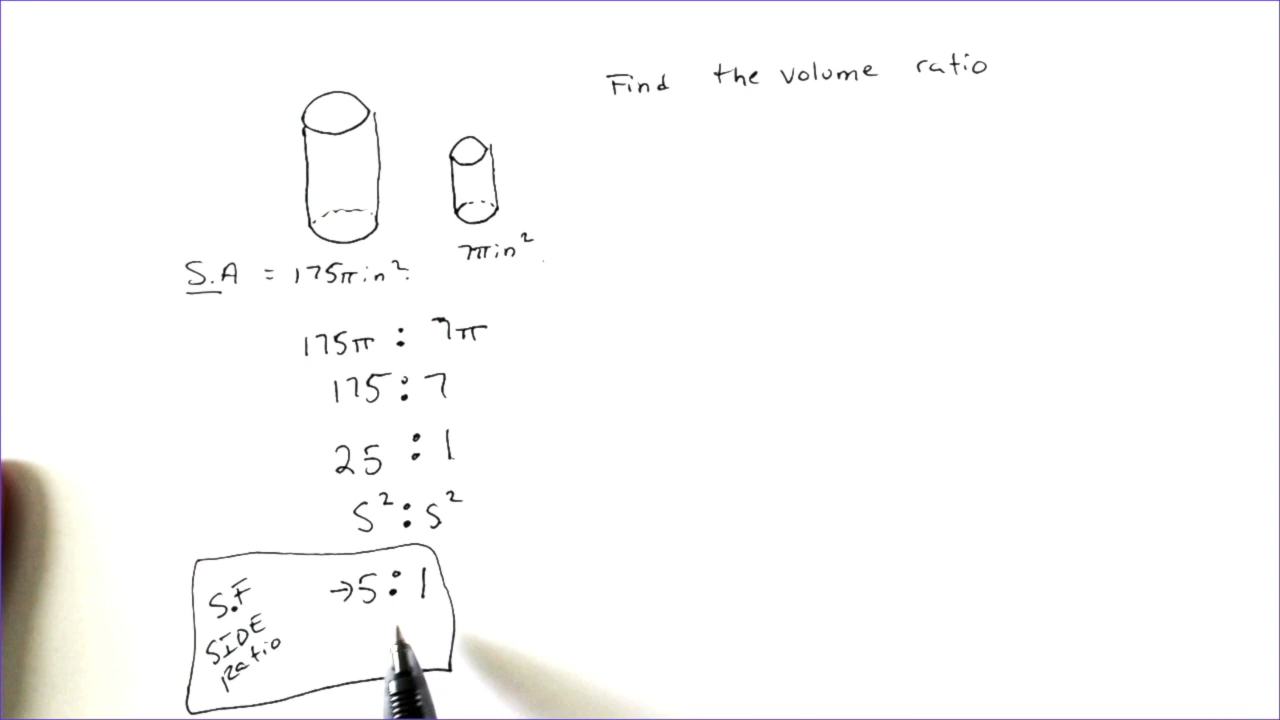 Find the volume ratio
7π in²
S.A = 175π in².
175π : 7π
175 : 7
25 : 1
S² : S²
S.F → 5 : 1
SIDE
Ratio